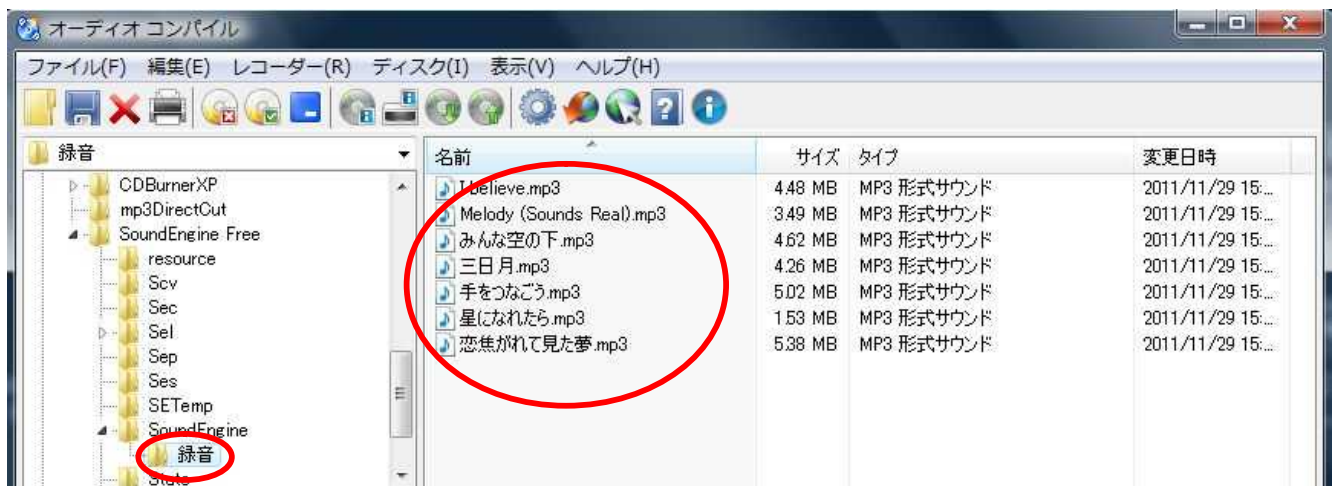 オーディオ コンパイル
ファイル(F) 編集(E) レコーダー(R) ディスク(I) 表示(V) ヘルプ(H)
録音
名前 サイズ タイプ 変更日時
CDBurnerXP
mp3DirectCut
SoundEngine Free
resource
Scv
Sec
Sel
Sep
Ses
SETemp
SoundEngine
録音
I believe.mp3 4.48 MB MP3 形式サウンド 2011/11/29 15:...
Melody (Sounds Real).mp3 3.49 MB MP3 形式サウンド 2011/11/29 15:...
みんな空の下.mp3 4.62 MB MP3 形式サウンド 2011/11/29 15:...
三日月.mp3 4.26 MB MP3 形式サウンド 2011/11/29 15:...
手をつなごう.mp3 5.02 MB MP3 形式サウンド 2011/11/29 15:...
星になれたら.mp3 1.53 MB MP3 形式サウンド 2011/11/29 15:...
恋焦がれて見た夢.mp3 5.38 MB MP3 形式サウンド 2011/11/29 15:...